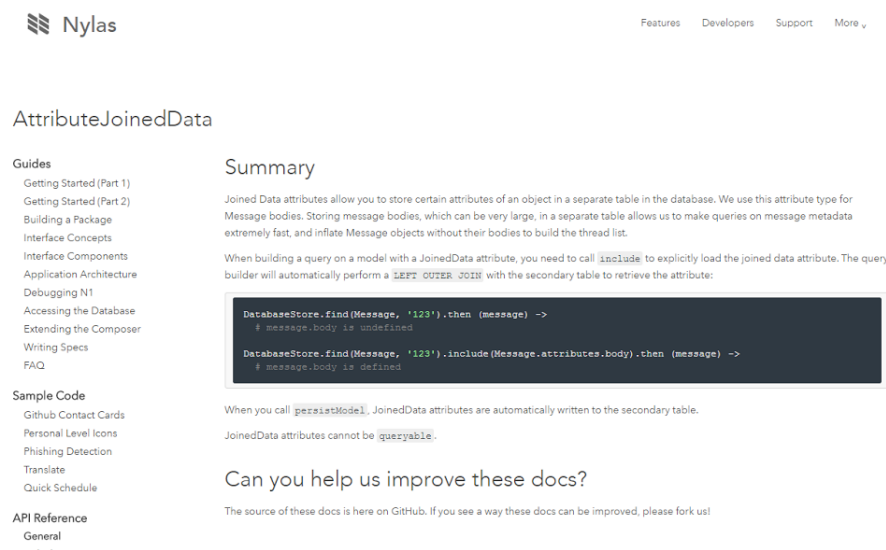 Nylas
Features Developers Support More
AttributeJoinedData
Guides
Getting Started (Part 1)
Getting Started (Part 2)
Building a Package
Interface Concepts
Interface Components
Application Architecture
Debugging N1
Accessing the Database
Extending the Composer
Writing Specs
FAQ
Sample Code
Github Contact Cards
Personal Level Icons
Phishing Detection
Translate
Quick Schedule
API Reference
General
Summary
Joined Data attributes allow you to store certain attributes of an object in a separate table in the database. We use this attribute type for
Message bodies. Storing message bodies, which can be very large, in a separate table allows us to make queries on message metadata
extremely fast, and inflate Message objects without their bodies to build the thread list.
When building a query on a model with a JoinedData attribute, you need to call include to explicitly load the joined data attribute. The query
builder will automatically perform a LEFT OUTER JOIN with the secondary table to retrieve the attribute:
DatabaseStore.find(Message, '123').then (message) ->
# message.body is undefined
DatabaseStore.find(Message, '123').include(Message.attributes.body).then (message) ->
# message.body is defined
When you call persistModel, JoinedData attributes are automatically written to the secondary table.
JoinedData attributes cannot be queryable.
Can you help us improve these docs?
The source of these docs is here on GitHub. If you see a way these docs can be improved, please fork us!